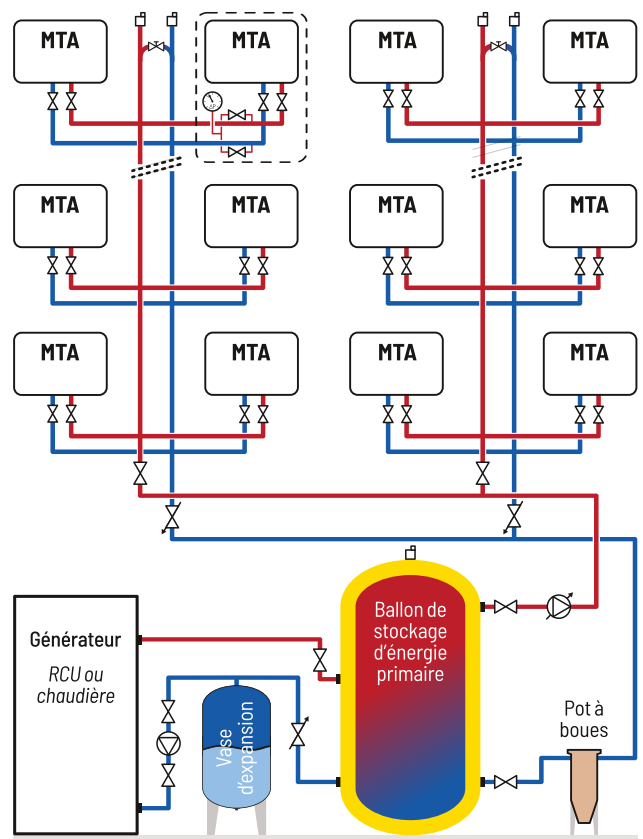 MTA
MTA
MTA
MTA
ΔP
MTA
MTA
MTA
MTA
MTA
MTA
MTA
MTA
Générateur
RCU ou
chaudière
Vase
d'expansion
Ballon de
stockage
d'énergie
primaire
Pot à
boues